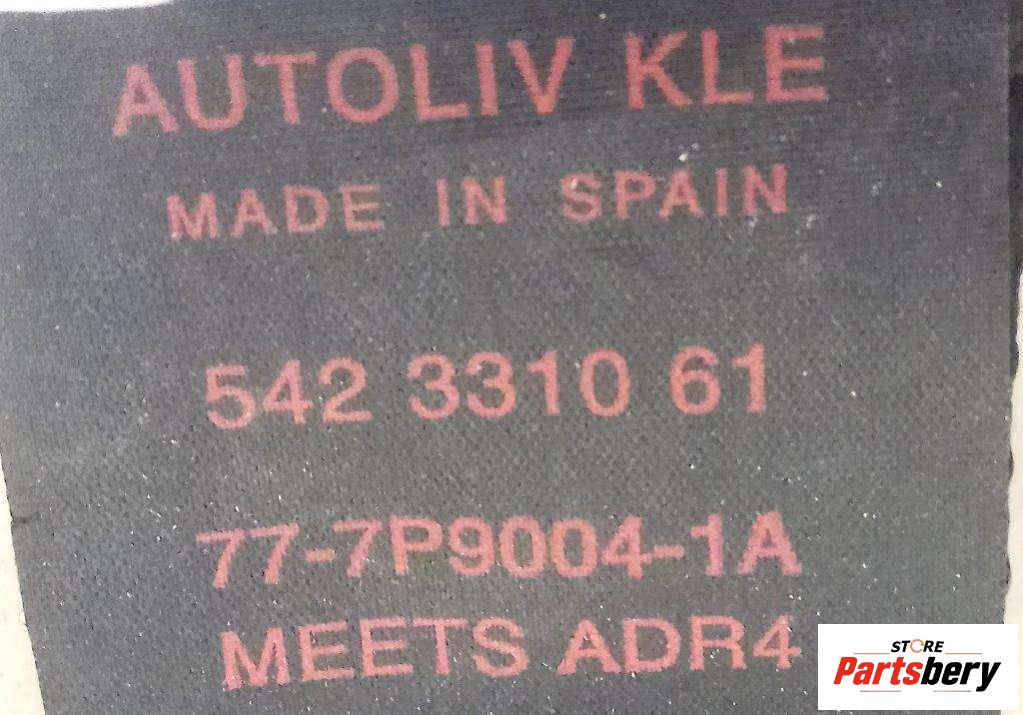 AUTOLIV KLE
MADE IN SPAIN
542 3310 61
77-7P9004-1A
MEETS ADR4
STORE
Partsbery